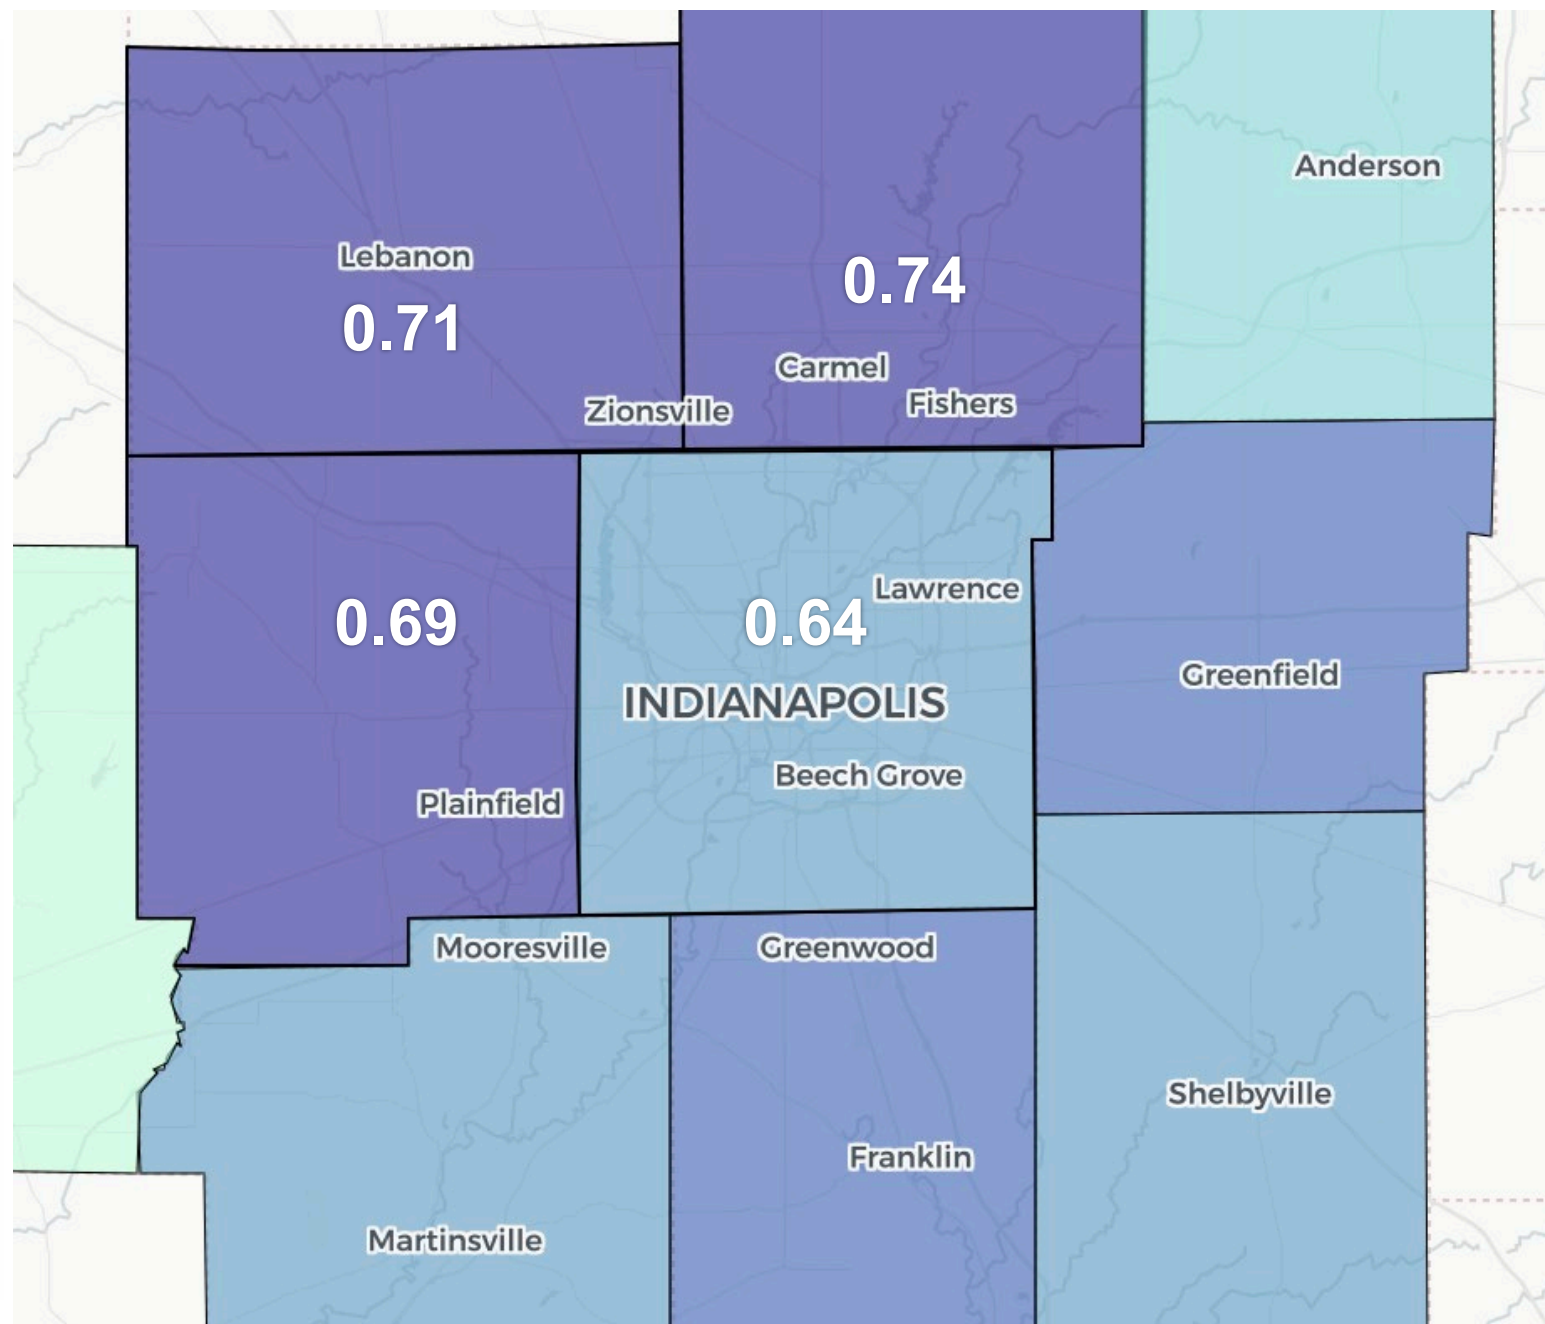 Anderson
Lebanon
0.74
0.71
Carmel
Zionsville
Fishers
Lawrence
0.69
0.64
Greenfield
INDIANAPOLIS
Beech Grove
Plainfield
Mooresville
Greenwood
Shelbyville
Franklin
Martinsville